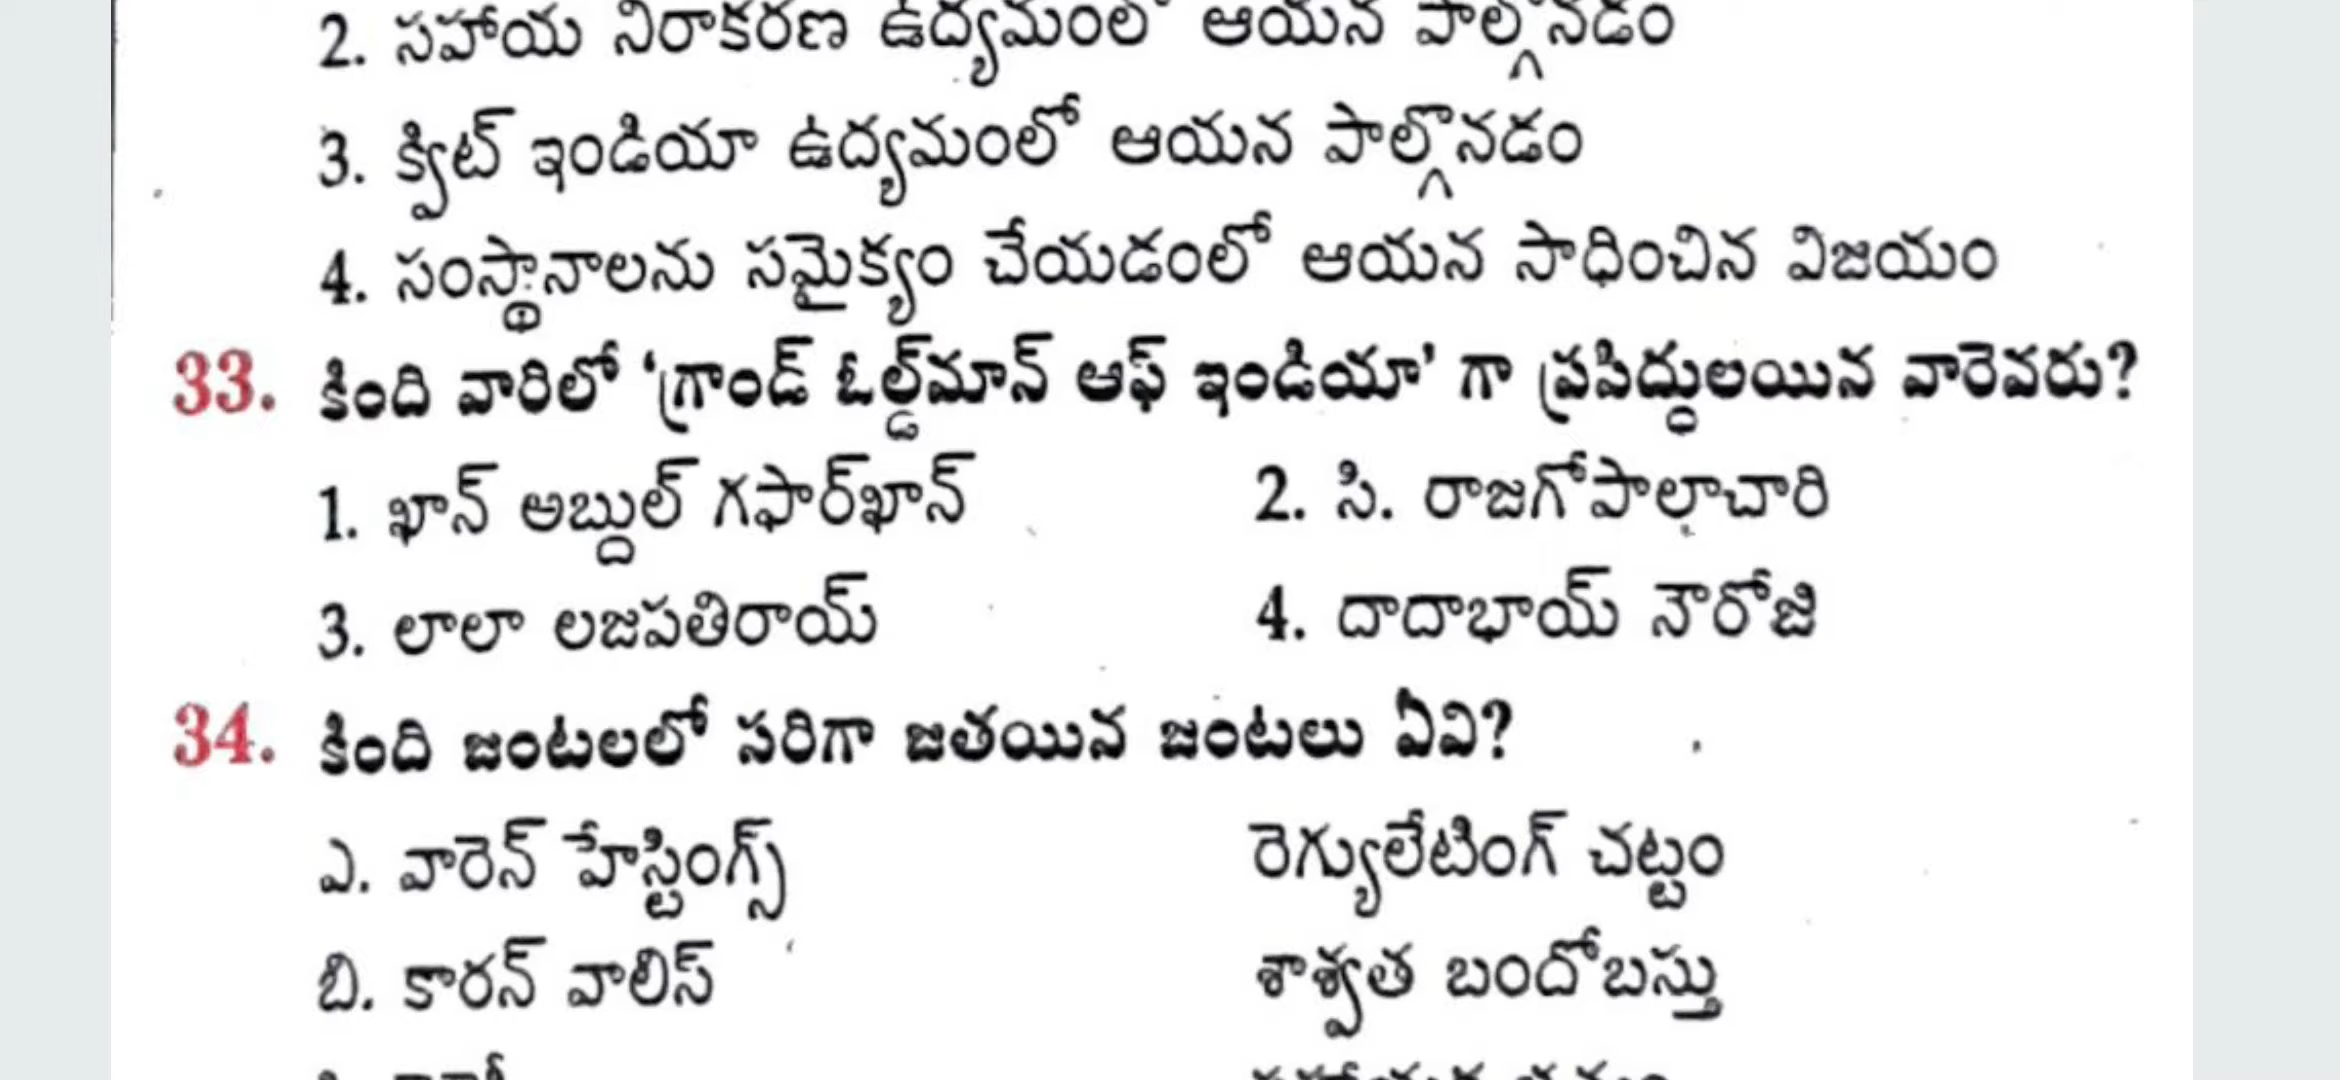 2. సహాయ నిరాకరణ ఉద్యమంలో ఆయన పాల్గొనడం
3. క్విట్ ఇండియా ఉద్యమంలో ఆయన పాల్గొనడం
4. సంస్థానాలను సమైక్యం చేయడంలో ఆయన సాధించిన విజయం
33. కింది వారిలో ‘గ్రాండ్ ఓల్డ్‌మాన్ ఆఫ్ ఇండియా’ గా ప్రసిద్ధులయిన వారెవరు?
1. ఖాన్ అబ్దుల్ గఫార్‌ఖాన్ 2. సి. రాజగోపాలాచారి
3. లాలా లజపతిరాయ్ 4. దాదాభాయ్ నౌరోజి
34. కింది జంటలలో సరిగా జతయిన జంటలు ఏవి?
ఎ. వారెన్ హేస్టింగ్స్ రెగ్యులేటింగ్ చట్టం
బి. కారన్ వాలిస్ శాశ్వత బందోబస్తు